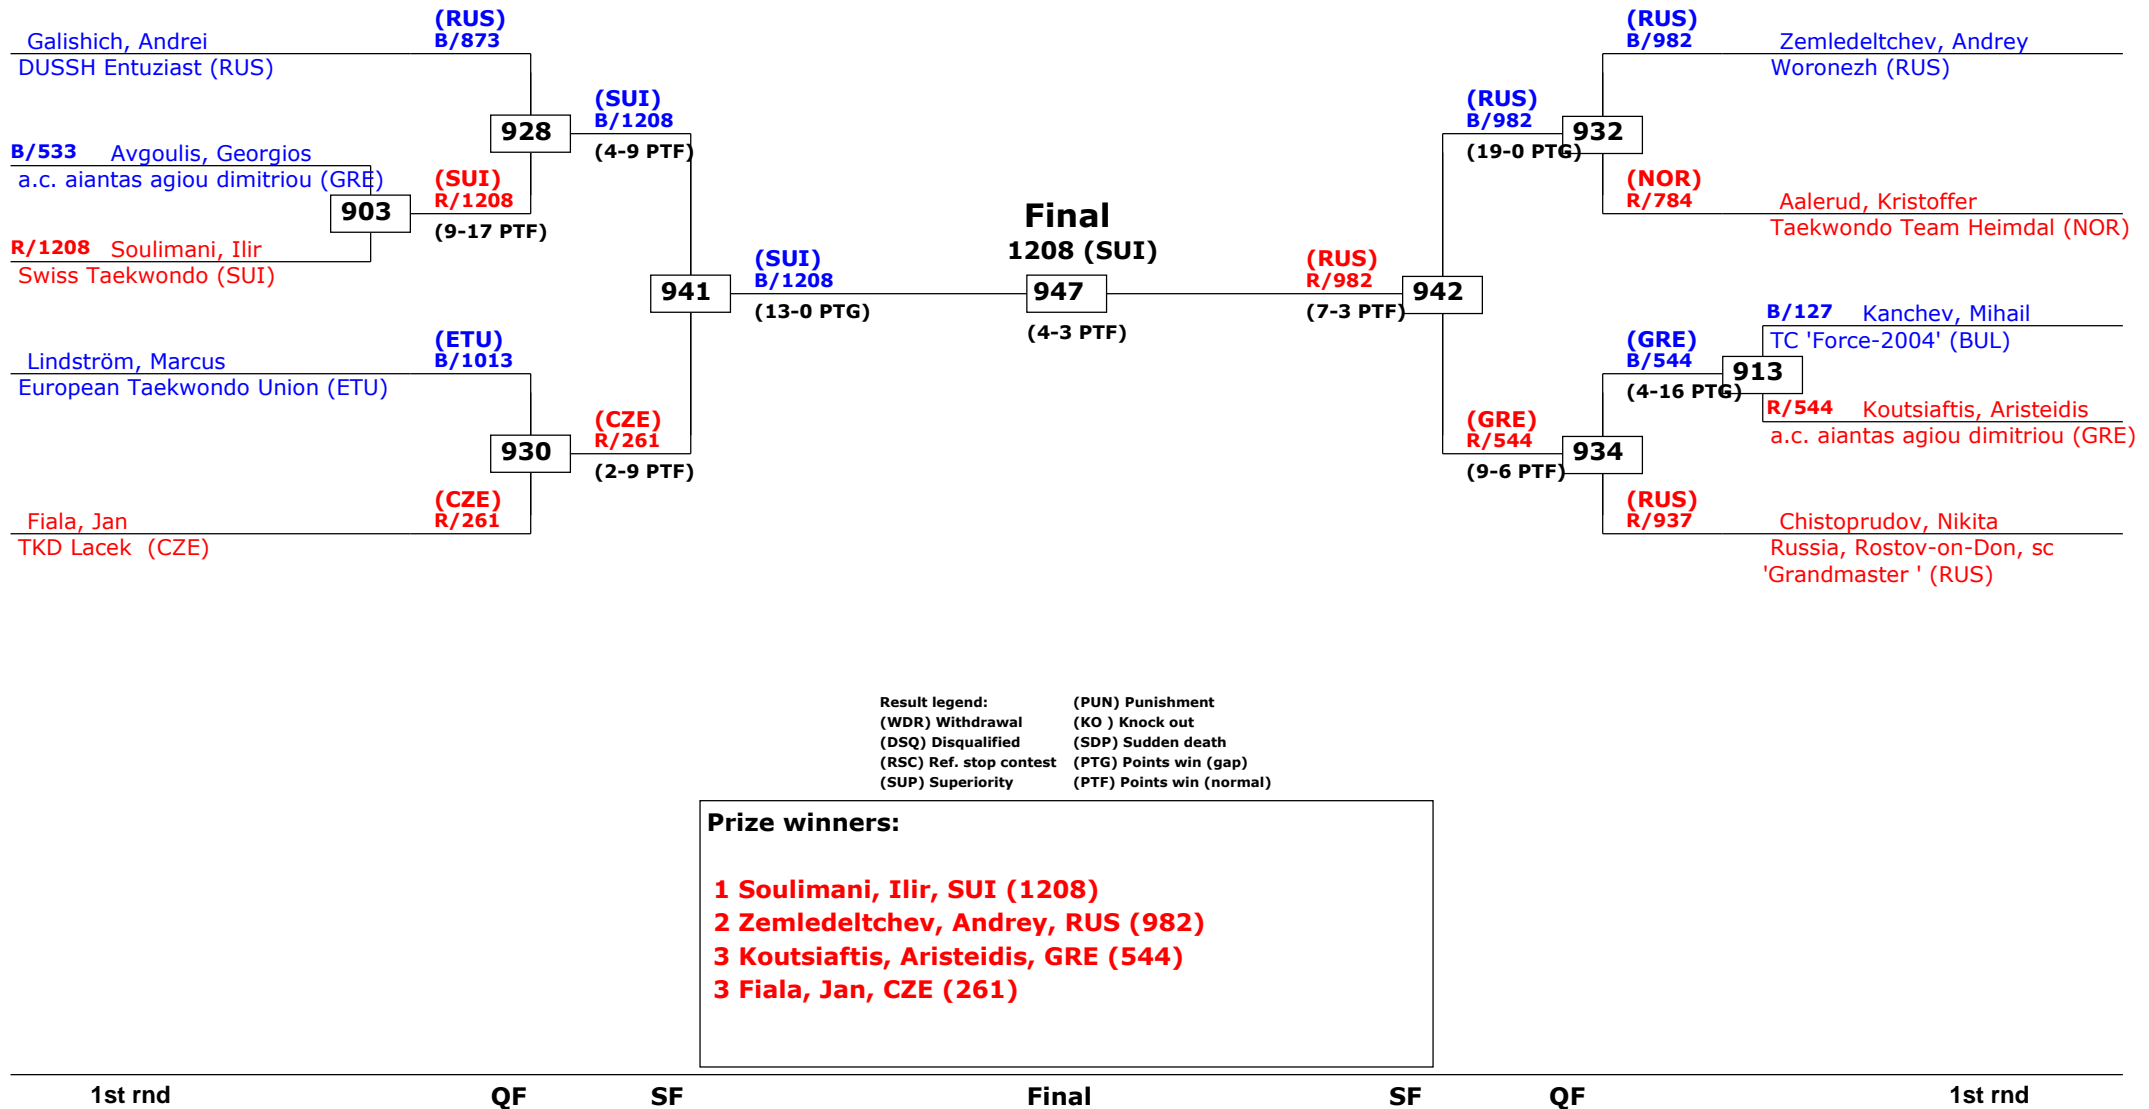 (RUS)
B/873
Galishich, Andrei
DUSSH Entuziast (RUS)
B/533 Avgoulis, Georgios
a.c. aiantas agiou dimitriou (GRE)
903
(SUI)
R/1208
(9-17 PTF)
R/1208 Soulimani, Ilir
Swiss Taekwondo (SUI)
928
(SUI)
B/1208
(4-9 PTF)
(ETU)
B/1013
Lindström, Marcus
European Taekwondo Union (ETU)
930
(CZE)
R/261
(2-9 PTF)
(CZE)
R/261
Fiala, Jan
TKD Lacek (CZE)
941
(SUI)
B/1208
(13-0 PTG)
Final
1208 (SUI)
947
(4-3 PTF)
(RUS)
R/982
(7-3 PTF)
942
(RUS)
B/982
(19-0 PTG)
932
(RUS)
B/982
Zemledeltchev, Andrey
Woronezh (RUS)
(NOR)
R/784
Aalerud, Kristoffer
Taekwondo Team Heimdal (NOR)
B/127 Kanchev, Mihail
TC 'Force-2004' (BUL)
(GRE)
B/544
(4-16 PTG)
913
R/544 Koutsiaftis, Aristeidis
a.c. aiantas agiou dimitriou (GRE)
(GRE)
R/544
(9-6 PTF)
934
(RUS)
R/937
Chistoprudov, Nikita
Russia, Rostov-on-Don, sc
'Grandmaster ' (RUS)
Result legend: (PUN) Punishment
(WDR) Withdrawal (KO ) Knock out
(DSQ) Disqualified (SDP) Sudden death
(RSC) Ref. stop contest (PTG) Points win (gap)
(SUP) Superiority (PTF) Points win (normal)
Prize winners:
1 Soulimani, Ilir, SUI (1208)
2 Zemledeltchev, Andrey, RUS (982)
3 Koutsiaftis, Aristeidis, GRE (544)
3 Fiala, Jan, CZE (261)
1st rnd QF SF Final SF QF 1st rnd